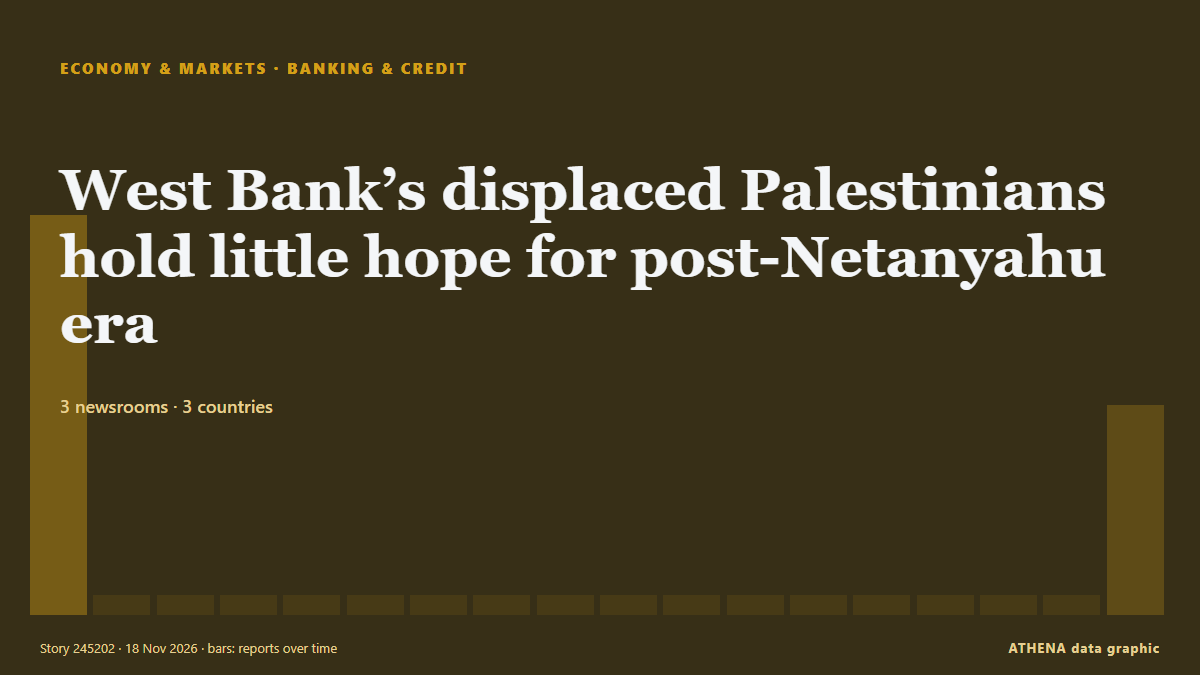 ECONOMY & MARKETS · BANKING & CREDIT
West Bank’s displaced Palestinians
hold little hope for post-Netanyahu
era
3 newsrooms · 3 countries
Story 245202 · 18 Nov 2026 · bars: reports over time
ATHENA data graphic